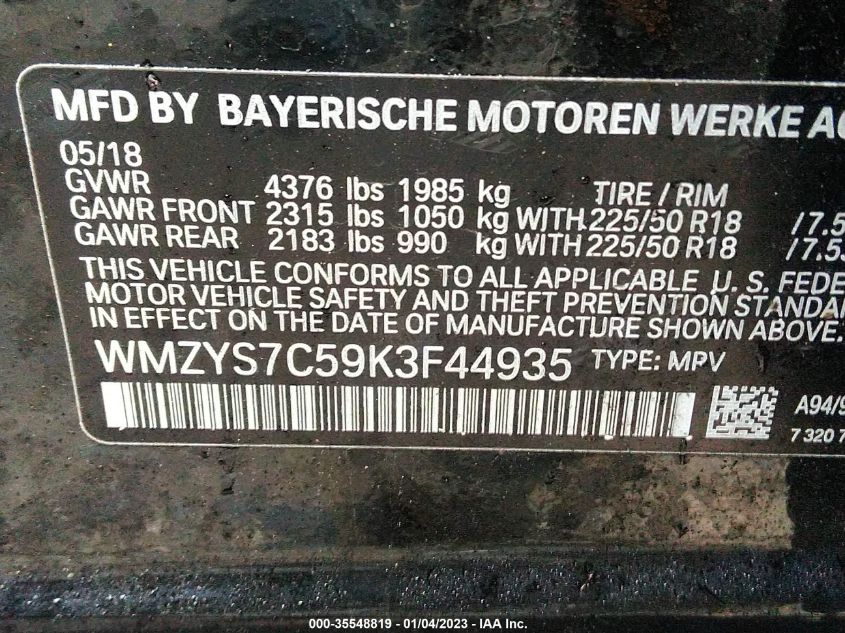 MFD BY BAYERISCHE MOTOREN WERKE AG
05/18
GVWR 4376 lbs 1985 kg TIRE / RIM
GAWR FRONT 2315 lbs 1050 kg WITH 225/50 R18 /7.5
GAWR REAR 2183 lbs 990 kg WITH 225/50 R18 /7.5
THIS VEHICLE CONFORMS TO ALL APPLICABLE U. S. FEDE
MOTOR VEHICLE SAFETY AND THEFT PREVENTION STANDA
IN EFFECT ON THE DATE OF MANUFACTURE SHOWN ABOVE.
WMZYS7C59K3F44935 TYPE: MPV
A94/9
7 320 7
000-35548819 / 01/04/2023 - IAA Inc.